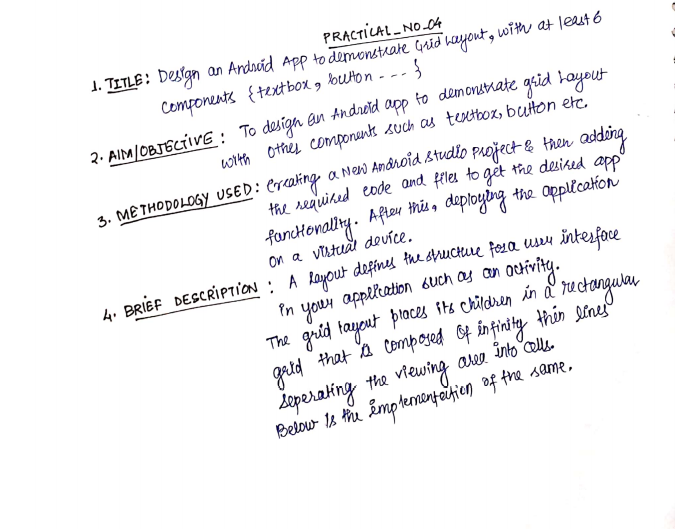 PRACTICAL_NO_04
1. TITLE: Design an Android App to demonstrate Grid Layout, with at least 6
components {textbox, button - - - }
2. AIM/OBJECTIVE: To design an Android app to demonstrate grid Layout
with other components such as textbox, button etc.
3. METHODOLOGY USED: Creating a New Android Studio Project & then adding
the required code and files to get the desired app
functionality. After this, deploying the application
on a virtual device.
4. BRIEF DESCRIPTION: A layout defines the structure for a user interface
in your application such as an activity.
The grid layout places its children in a rectangular
grid that is composed of infinity thin lines
seperating the viewing area into cells.
Below is the implementation of the same.